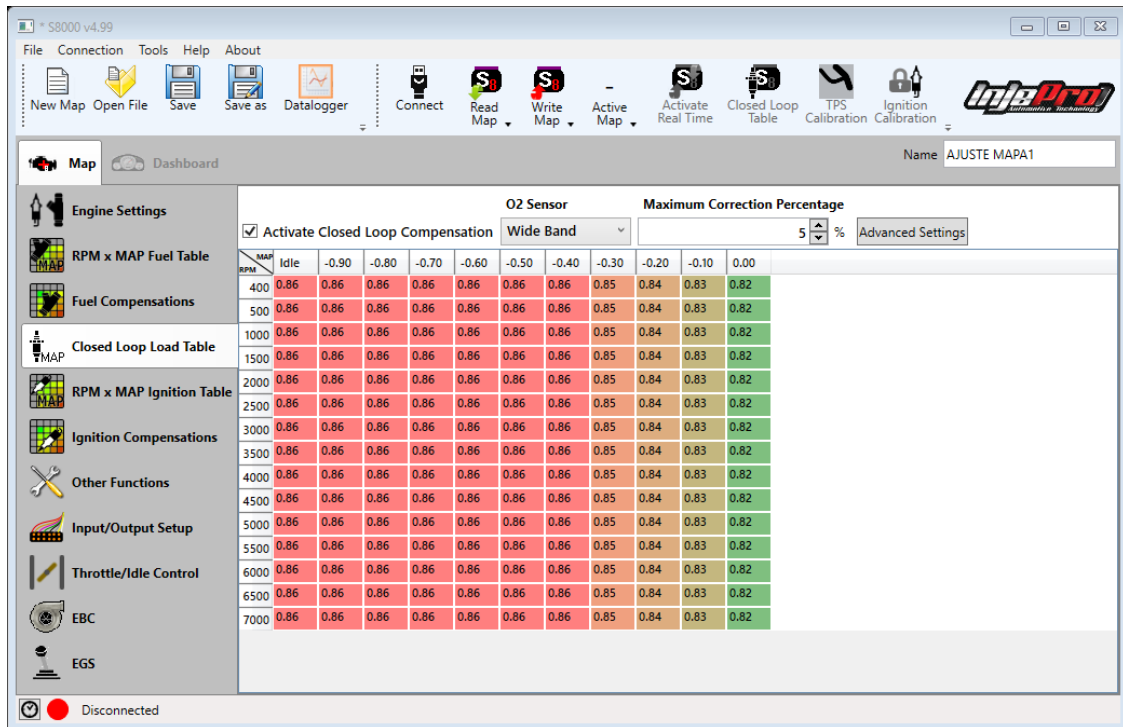 * S8000 v4.99
File Connection Tools Help About
New Map Open File Save Save as Datalogger Connect Read Map Write Map Active Map Activate Real Time Closed Loop Table TPS Calibration Ignition Calibration
InjePro
Automotive Technology
Map Dashboard Name AJUSTE MAPA1
Engine Settings
RPM x MAP Fuel Table
Fuel Compensations
Closed Loop Load Table
RPM x MAP Ignition Table
Ignition Compensations
Other Functions
Input/Output Setup
Throttle/Idle Control
EBC
EGS
O2 Sensor Maximum Correction Percentage
Activate Closed Loop Compensation Wide Band 5 % Advanced Settings
MAP
RPM
Idle -0.90 -0.80 -0.70 -0.60 -0.50 -0.40 -0.30 -0.20 -0.10 0.00
400 0.86 0.86 0.86 0.86 0.86 0.86 0.86 0.85 0.84 0.83 0.82
500 0.86 0.86 0.86 0.86 0.86 0.86 0.86 0.85 0.84 0.83 0.82
1000 0.86 0.86 0.86 0.86 0.86 0.86 0.86 0.85 0.84 0.83 0.82
1500 0.86 0.86 0.86 0.86 0.86 0.86 0.86 0.85 0.84 0.83 0.82
2000 0.86 0.86 0.86 0.86 0.86 0.86 0.86 0.85 0.84 0.83 0.82
2500 0.86 0.86 0.86 0.86 0.86 0.86 0.86 0.85 0.84 0.83 0.82
3000 0.86 0.86 0.86 0.86 0.86 0.86 0.86 0.85 0.84 0.83 0.82
3500 0.86 0.86 0.86 0.86 0.86 0.86 0.86 0.85 0.84 0.83 0.82
4000 0.86 0.86 0.86 0.86 0.86 0.86 0.86 0.85 0.84 0.83 0.82
4500 0.86 0.86 0.86 0.86 0.86 0.86 0.86 0.85 0.84 0.83 0.82
5000 0.86 0.86 0.86 0.86 0.86 0.86 0.86 0.85 0.84 0.83 0.82
5500 0.86 0.86 0.86 0.86 0.86 0.86 0.86 0.85 0.84 0.83 0.82
6000 0.86 0.86 0.86 0.86 0.86 0.86 0.86 0.85 0.84 0.83 0.82
6500 0.86 0.86 0.86 0.86 0.86 0.86 0.86 0.85 0.84 0.83 0.82
7000 0.86 0.86 0.86 0.86 0.86 0.86 0.86 0.85 0.84 0.83 0.82
Disconnected